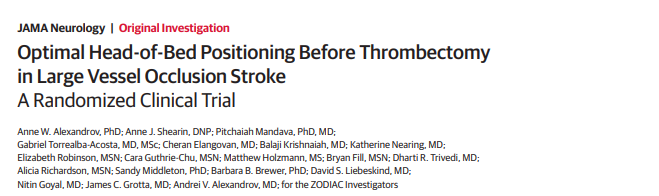 JAMA Neurology | Original Investigation
Optimal Head-of-Bed Positioning Before Thrombectomy
in Large Vessel Occlusion Stroke
A Randomized Clinical Trial
Anne W. Alexandrov, PhD; Anne J. Shearin, DNP; Pitchaiah Mandava, PhD, MD;
Gabriel Torrealba-Acosta, MD, MSc; Cheran Elangovan, MD; Balaji Krishnaiah, MD; Katherine Nearing, MD;
Elizabeth Robinson, MSN; Cara Guthrie-Chu, MSN; Matthew Holzmann, MS; Bryan Fill, MSN; Dharti R. Trivedi, MD;
Alicia Richardson, MSN; Sandy Middleton, PhD; Barbara B. Brewer, PhD; David S. Liebeskind, MD;
Nitin Goyal, MD; James C. Grotta, MD; Andrei V. Alexandrov, MD; for the ZODIAC Investigators